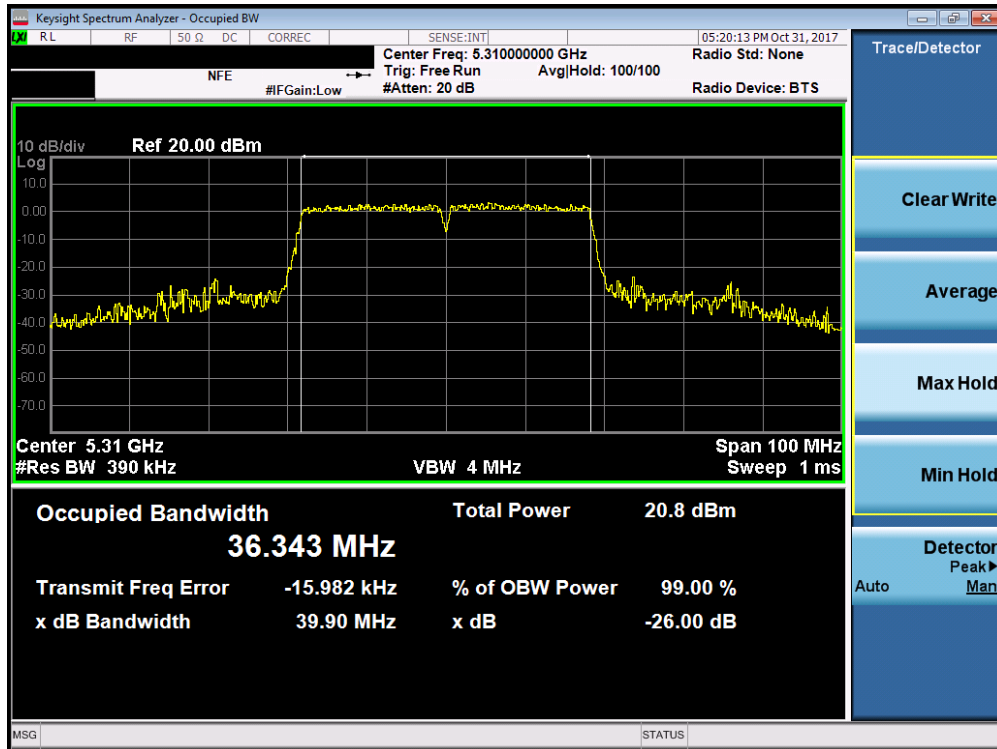 Keysight Spectrum Analyzer - Occupied BW
LXI RL RF 50 Ω DC CORREC SENSE:INT 05:20:13 PM Oct 31, 2017
Center Freq: 5.310000000 GHz Radio Std: None
NFE Trig: Free Run Avg|Hold: 100/100
#IFGain:Low #Atten: 20 dB Radio Device: BTS
10 dB/div Ref 20.00 dBm
Log
10.0
0.00
-10.0
-20.0
-30.0
-40.0
-50.0
-60.0
-70.0
Center 5.31 GHz Span 100 MHz
#Res BW 390 kHz VBW 4 MHz Sweep 1 ms
Occupied Bandwidth Total Power 20.8 dBm
36.343 MHz
Transmit Freq Error -15.982 kHz % of OBW Power 99.00 %
x dB Bandwidth 39.90 MHz x dB -26.00 dB
MSG STATUS
Trace/Detector
Clear Write
Average
Max Hold
Min Hold
Detector
Peak▶
Auto Man